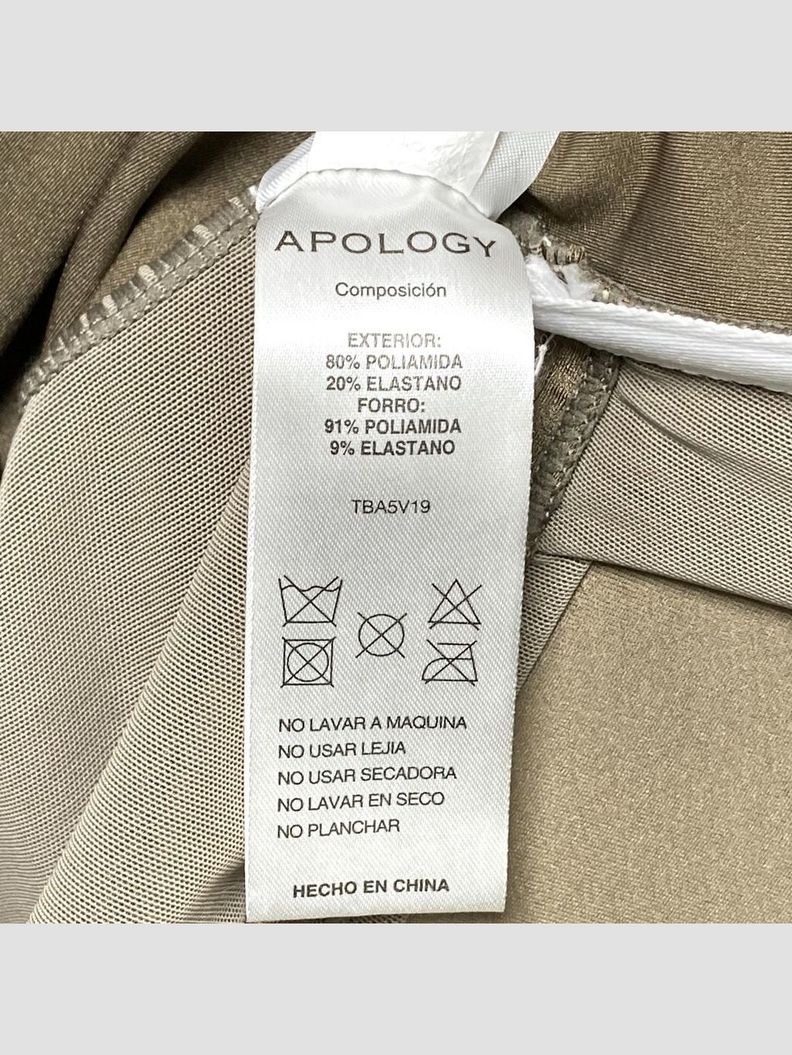 APOLOGY
Composición
EXTERIOR:
80% POLIAMIDA
20% ELASTANO
FORRO:
91% POLIAMIDA
9% ELASTANO
TBA5V19
NO LAVAR A MAQUINA
NO USAR LEJIA
NO USAR SECADORA
NO LAVAR EN SECO
NO PLANCHAR
HECHO EN CHINA